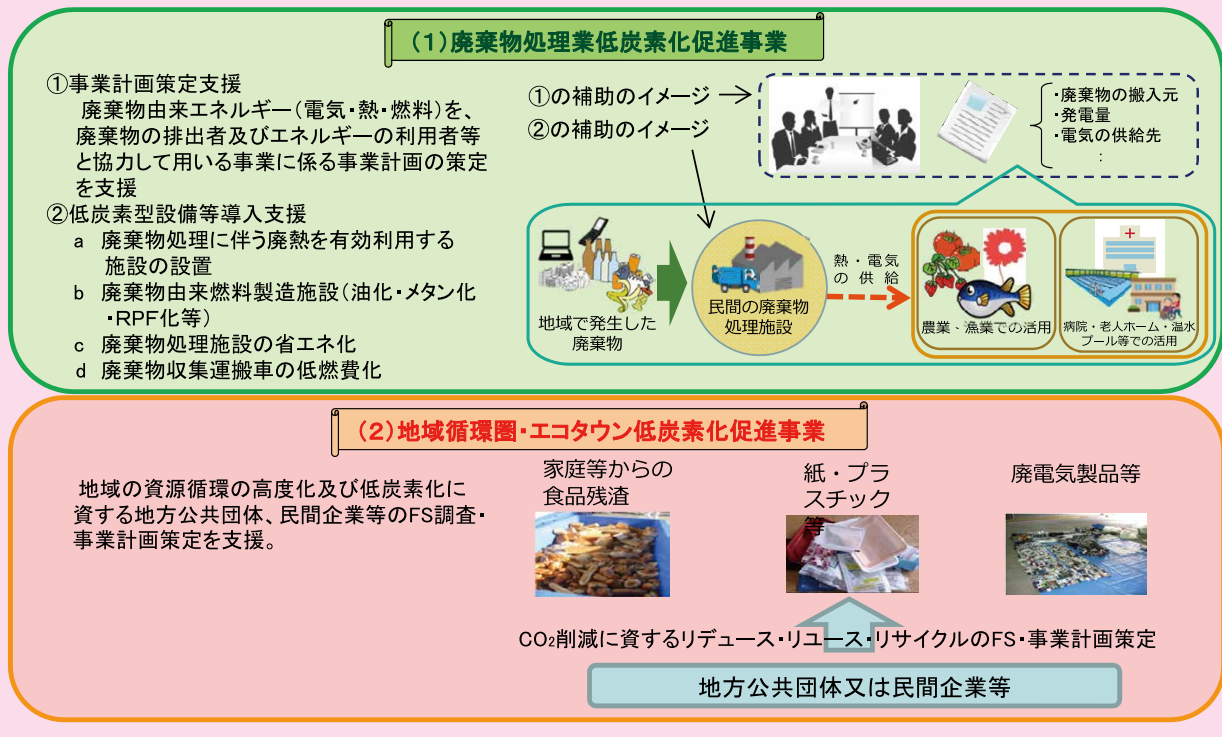 (1)廃棄物処理業低炭素化促進事業
①事業計画策定支援
廃棄物由来エネルギー(電気・熱・燃料)を、
廃棄物の排出者及びエネルギーの利用者等
と協力して用いる事業に係る事業計画の策定
を支援
②低炭素型設備等導入支援
a 廃棄物処理に伴う廃熱を有効利用する
施設の設置
b 廃棄物由来燃料製造施設(油化・メタン化
・RPF化等)
c 廃棄物処理施設の省エネ化
d 廃棄物収集運搬車の低燃費化
①の補助のイメージ
②の補助のイメージ
・廃棄物の搬入元
・発電量
・電気の供給先
:
地域で発生した
廃棄物
民間の廃棄物
処理施設
熱・電気
の供給
農業・漁業での活用
病院・老人ホーム・温水
プール等での活用
(2)地域循環圏・エコタウン低炭素化促進事業
地域の資源循環の高度化及び低炭素化に
資する地方公共団体、民間企業等のFS調査・
事業計画策定を支援。
家庭等からの
食品残渣
紙・プラ
スチック
等
廃電気製品等
CO₂削減に資するリデュース・リユース・リサイクルのFS・事業計画策定
地方公共団体又は民間企業等